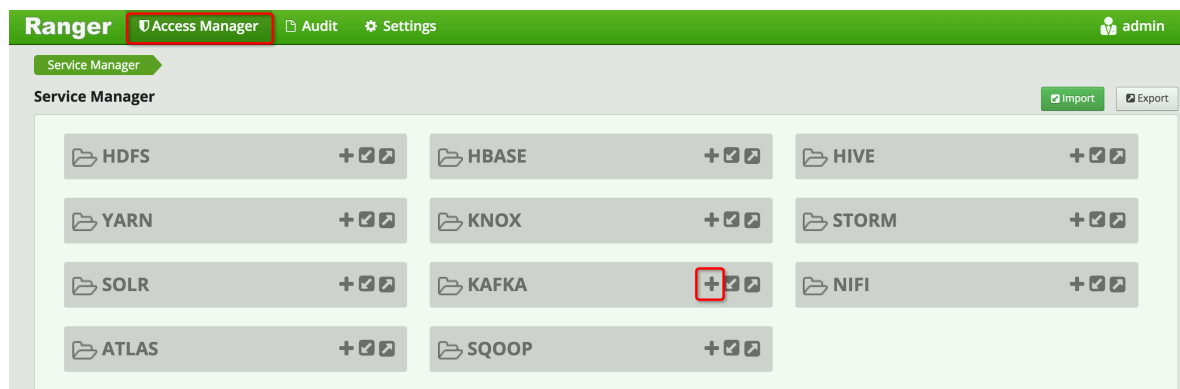 Ranger Access Manager Audit Settings admin
Service Manager
Service Manager Import Export
HDFS HBASE HIVE
YARN KNOX STORM
SOLR KAFKA NIFI
ATLAS SQOOP